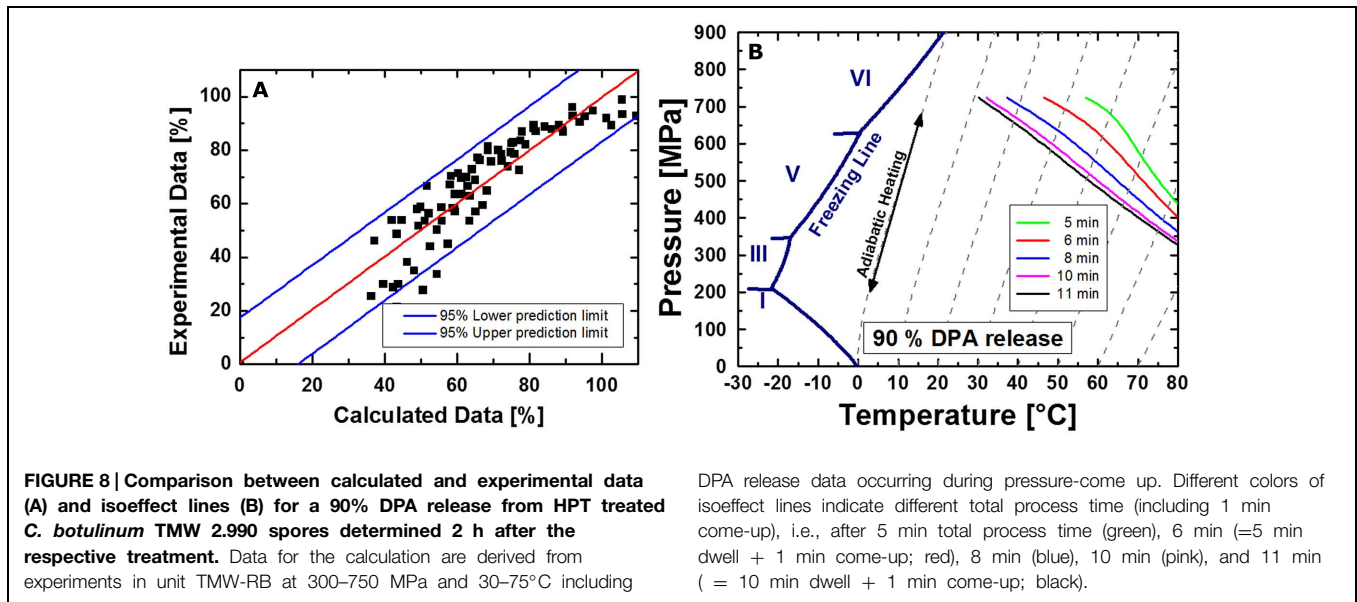 A
Experimental Data [%]
100
80
60
40
20
0
0 20 40 60 80 100
Calculated Data [%]
95% Lower prediction limit
95% Upper prediction limit
B
Pressure [MPa]
900
800
700
600
500
400
300
200
100
0
-30 -20 -10 0 10 20 30 40 50 60 70 80
Temperature [°C]
VI
V
III
I
Freezing Line
Adiabatic Heating
5 min
6 min
8 min
10 min
11 min
90 % DPA release
FIGURE 8 | Comparison between calculated and experimental data
(A) and isoeffect lines (B) for a 90% DPA release from HPT treated
C. botulinum TMW 2.990 spores determined 2 h after the
respective treatment. Data for the calculation are derived from
experiments in unit TMW-RB at 300–750 MPa and 30–75°C including
DPA release data occurring during pressure-come up. Different colors of
isoeffect lines indicate different total process time (including 1 min
come-up), i.e., after 5 min total process time (green), 6 min (=5 min
dwell + 1 min come-up; red), 8 min (blue), 10 min (pink), and 11 min
( = 10 min dwell + 1 min come-up; black).